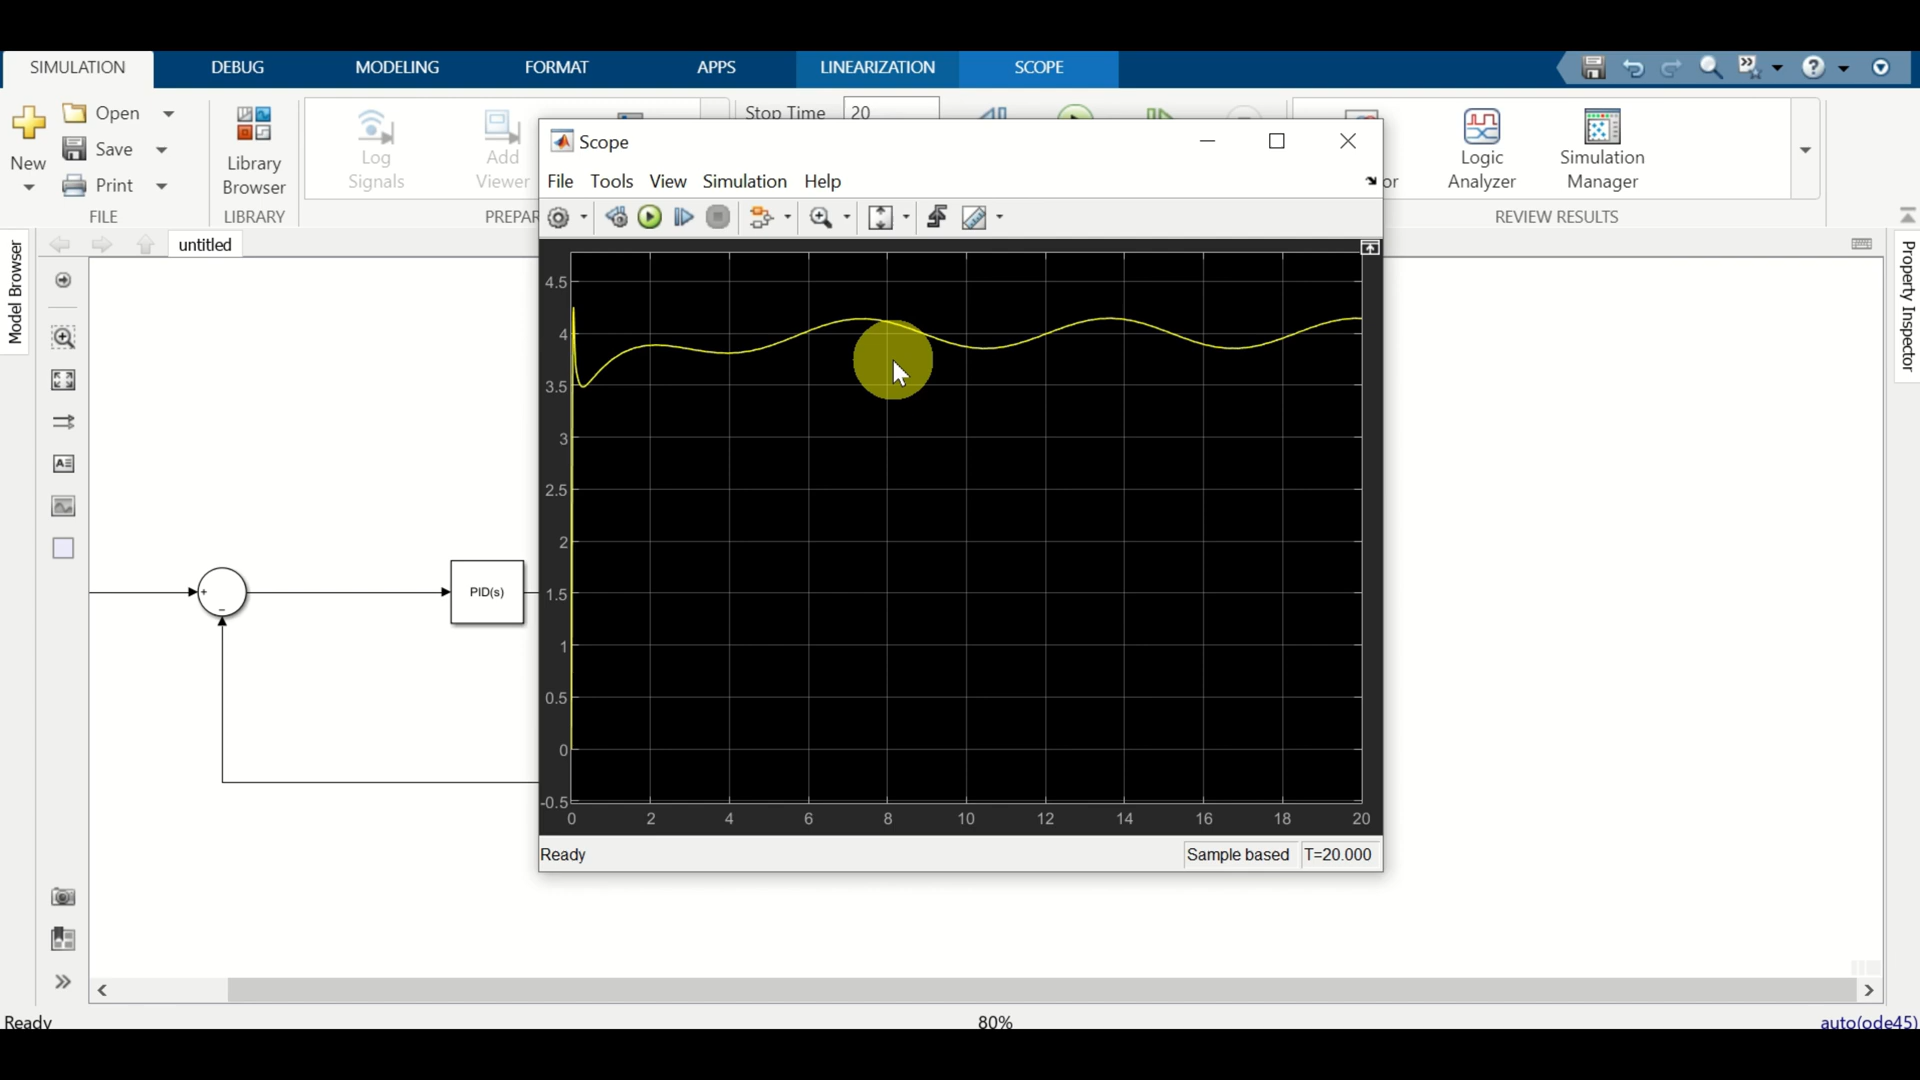 SIMULATION DEBUG MODELING FORMAT APPS LINEARIZATION SCOPE
New
Open
Save
Print
FILE
Library
Browser
LIBRARY
Log
Signals
Add
Viewer
PREPAR
Stop Time 20
or
Logic
Analyzer
Simulation
Manager
REVIEW RESULTS
Model Browser
untitled
Property Inspector
Scope
File Tools View Simulation Help
4.5
4
3.5
3
2.5
2
1.5
1
0.5
0
-0.5
0 2 4 6 8 10 12 14 16 18 20
Ready Sample based T=20.000
+
−
PID(s)
Ready 80% auto(ode45)